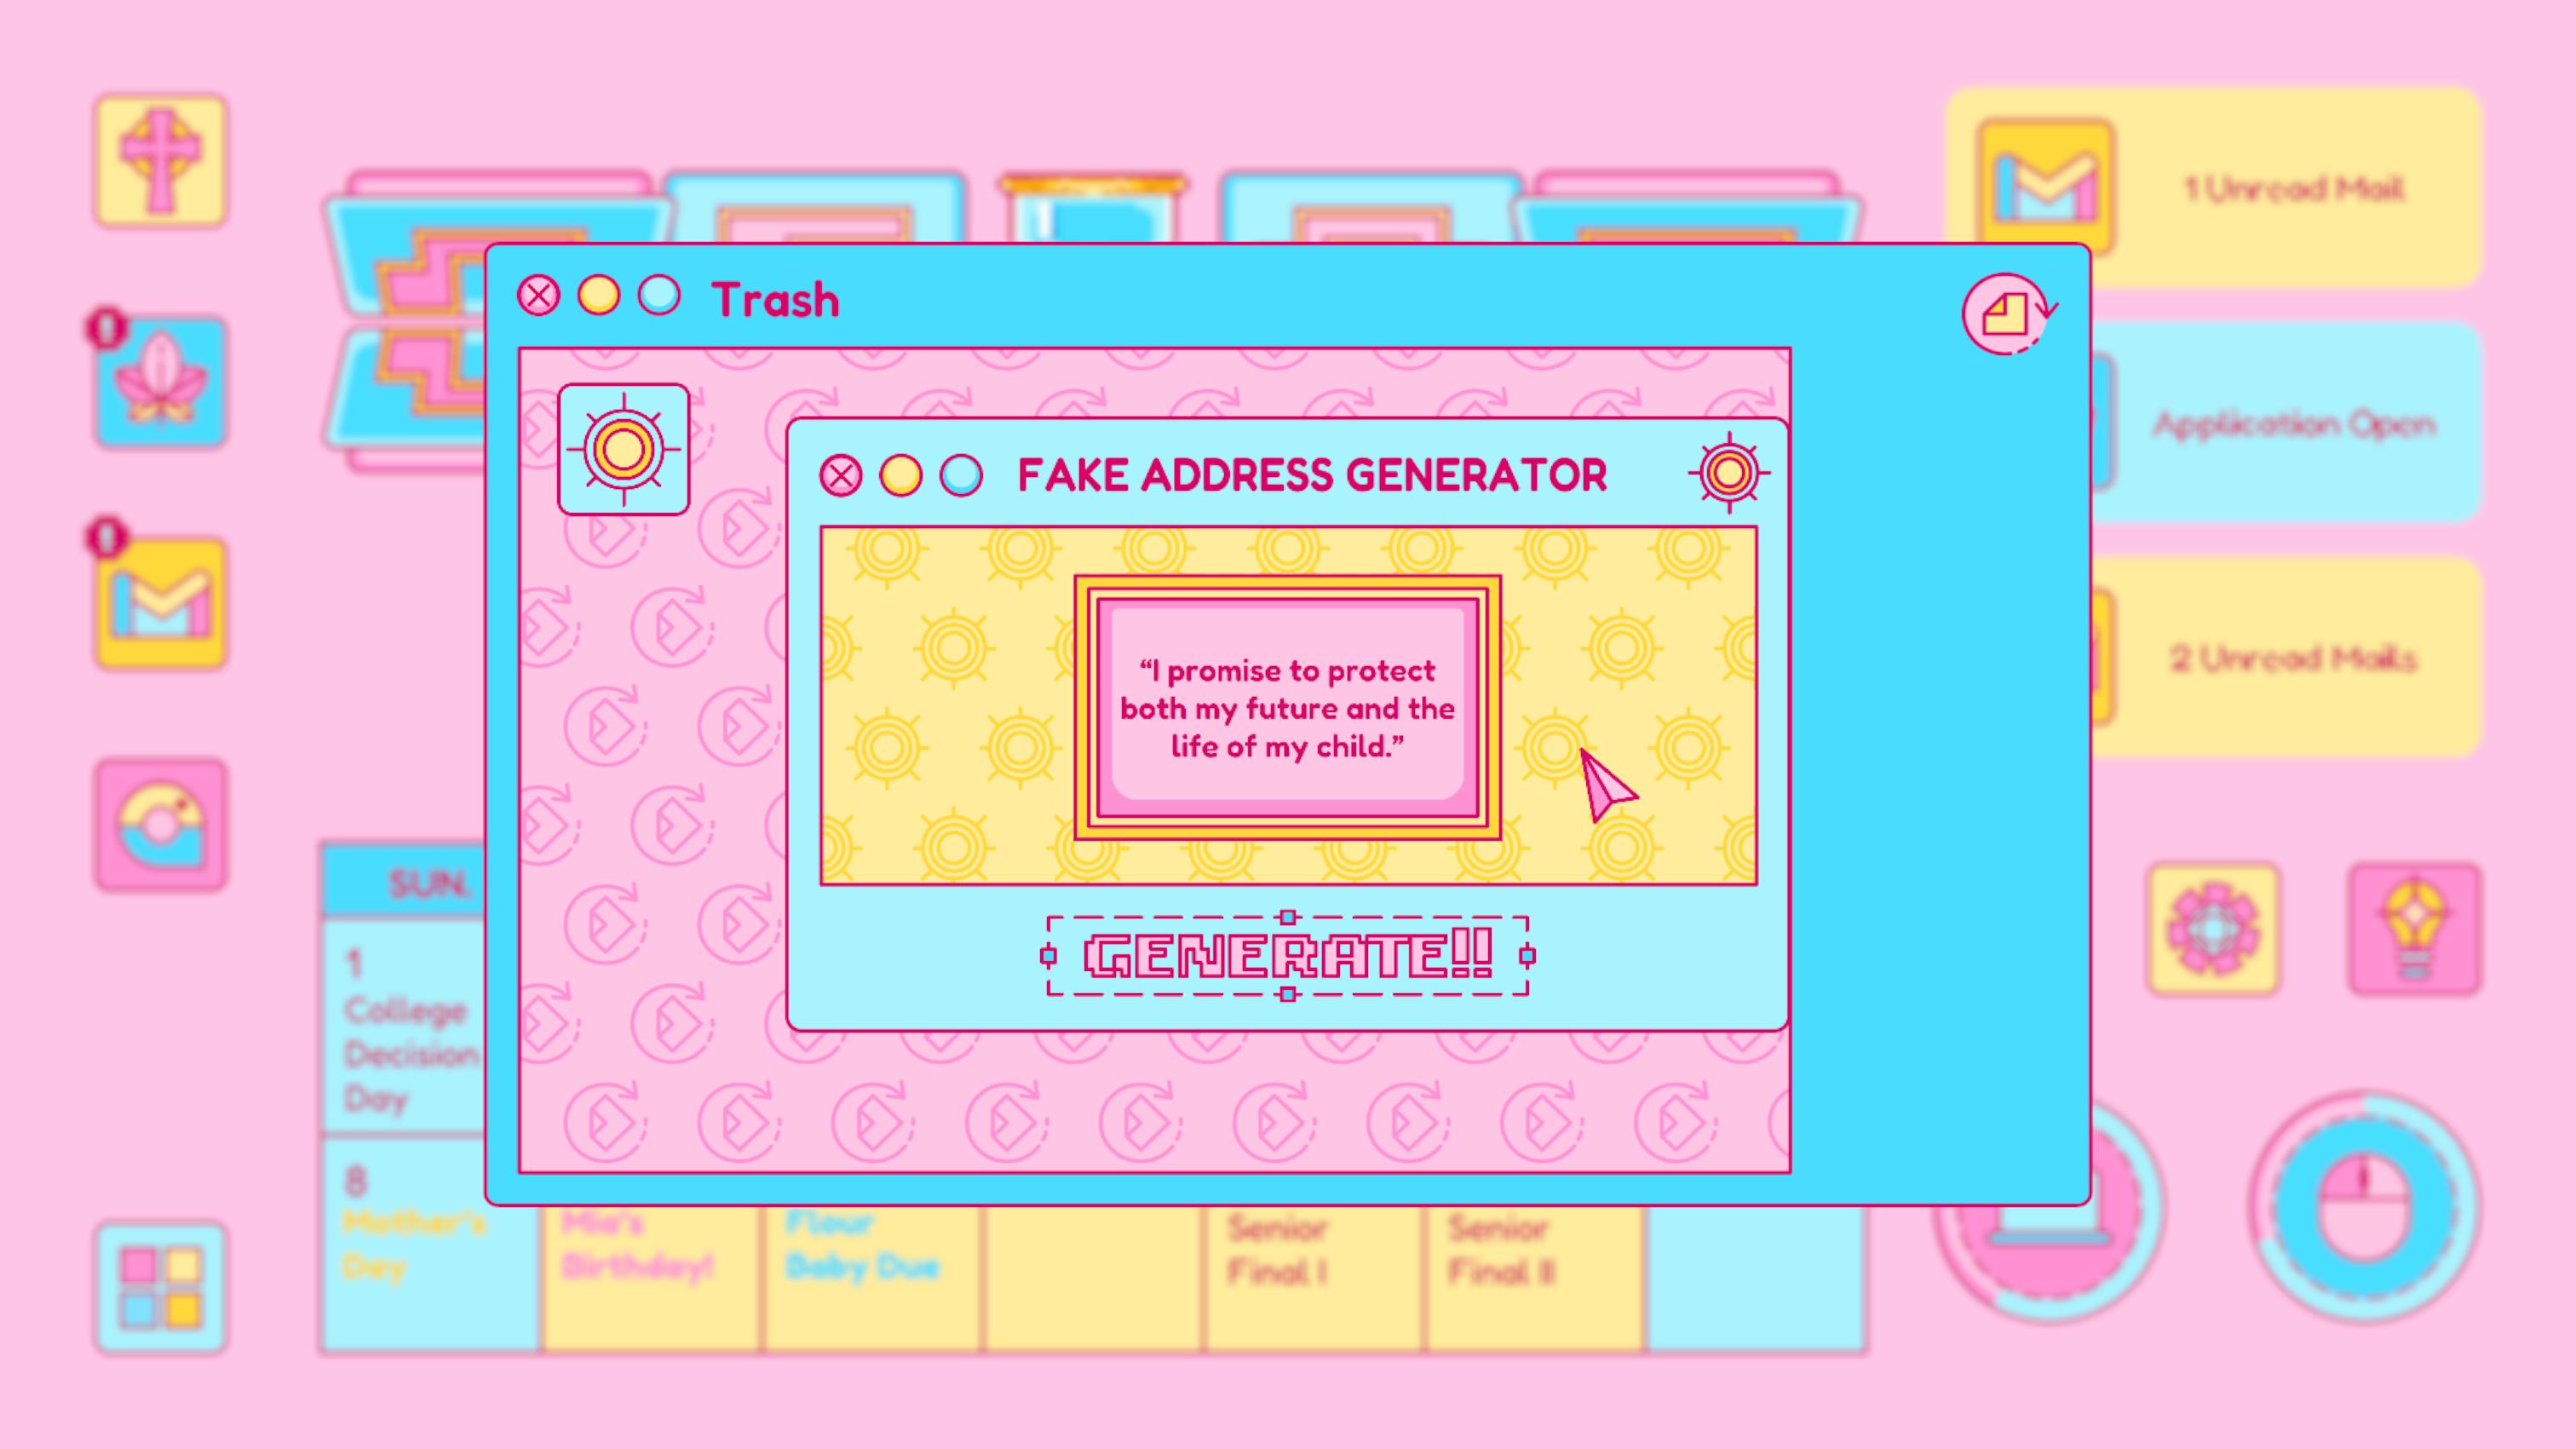 1 Unread Mail
Trash
Application Open
FAKE ADDRESS GENERATOR
2 Unread Mails
“I promise to protect
both my future and the
life of my child.”
GENERATE!!
SUN.
1
College
Decision
Day
8
Mother's
Day
Mia's
Birthday!
Flour
Baby Due
Senior
Final I
Senior
Final II